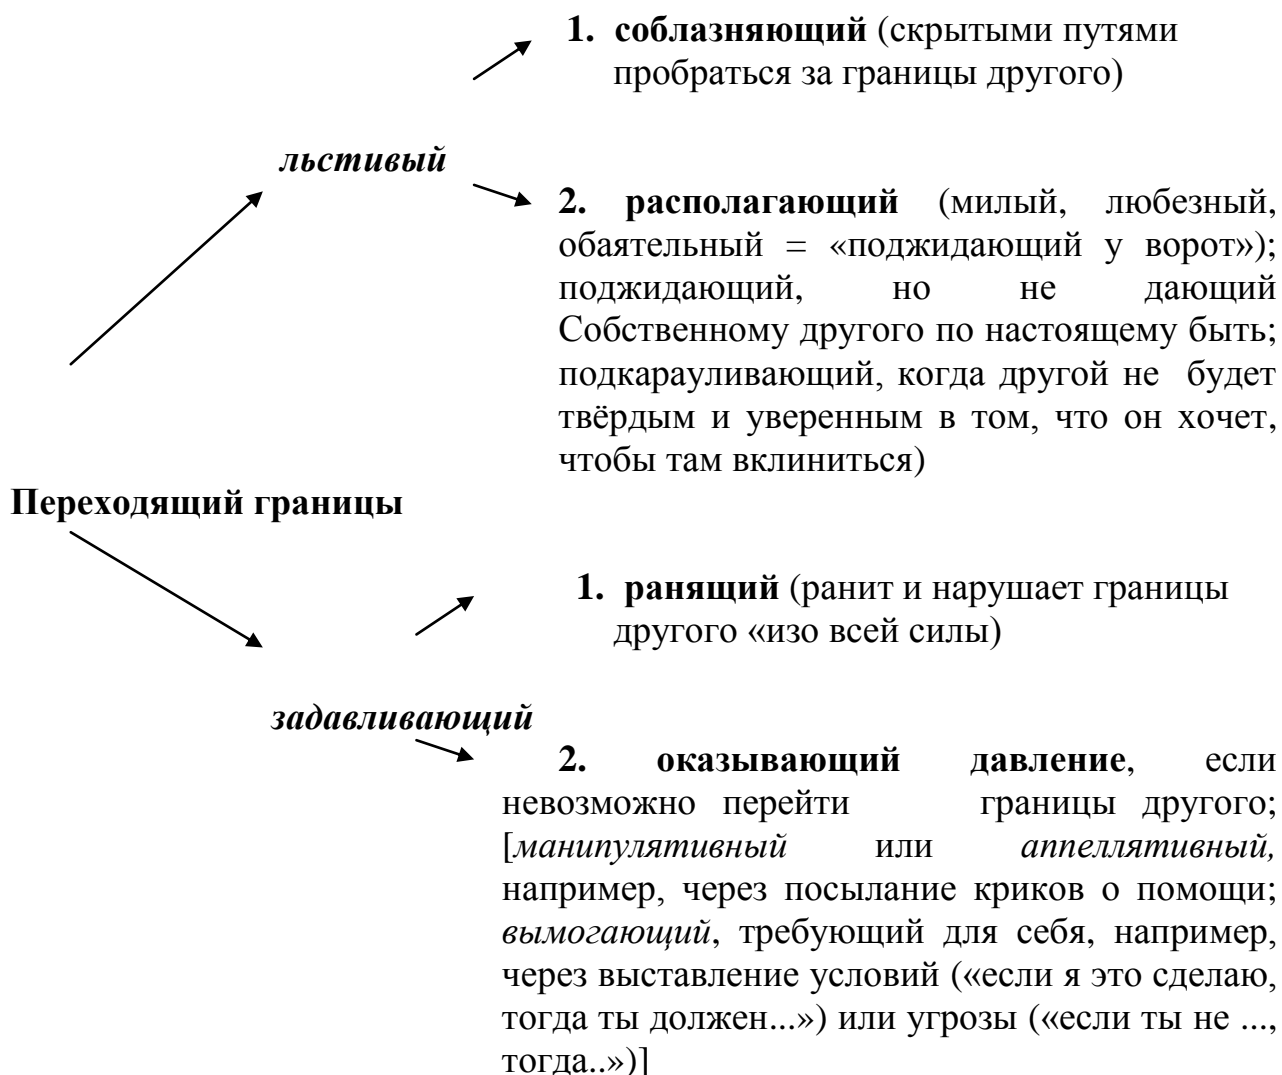 1. соблазняющий (скрытыми путями
пробраться за границы другого)
льстивый
2. располагающий (милый, любезный,
обаятельный = «поджидающий у ворот»);
поджидающий, но не дающий
Собственному другого по настоящему быть;
подкарауливающий, когда другой не будет
твёрдым и уверенным в том, что он хочет,
чтобы там вклиниться)
Переходящий границы
1. ранящий (ранит и нарушает границы
другого «изо всей силы)
задавливающий
2. оказывающий давление, если
невозможно перейти границы другого;
[манипулятивный или аппеллятивный,
например, через посылание криков о помощи;
вымогающий, требующий для себя, например,
через выставление условий («если я это сделаю,
тогда ты должен...») или угрозы («если ты не ...,
тогда..»)]